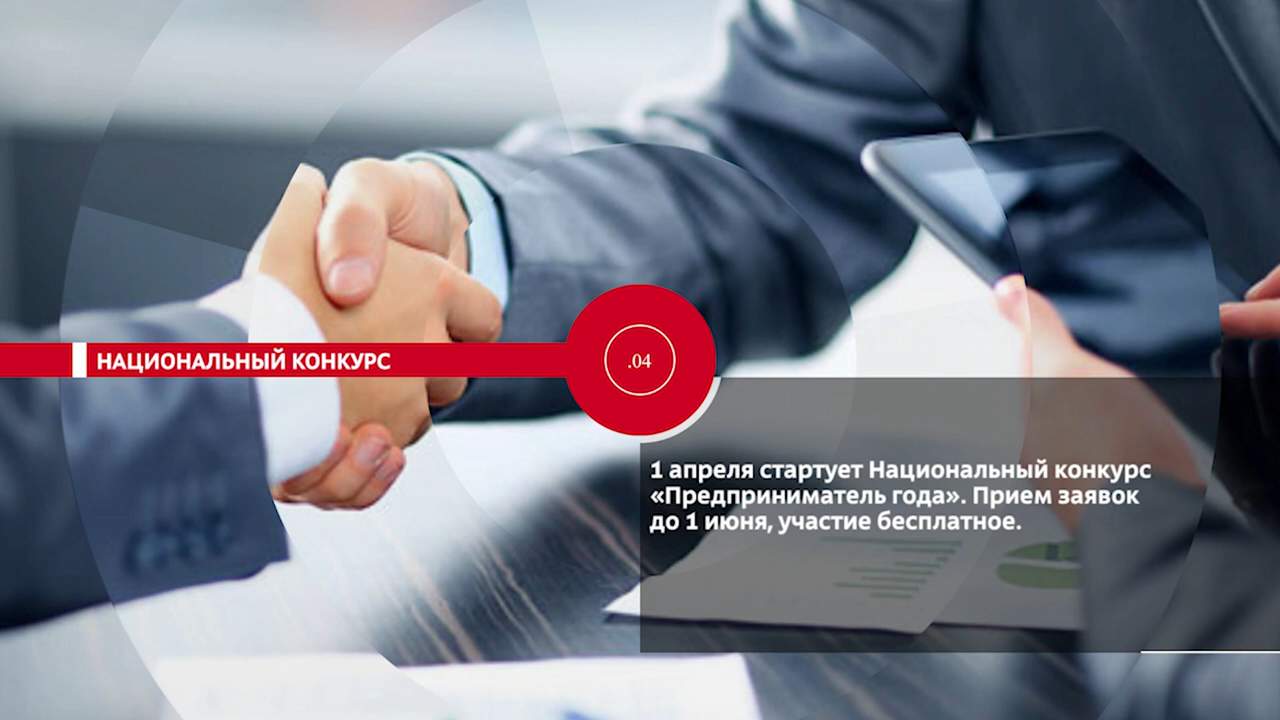 НАЦИОНАЛЬНЫЙ КОНКУРС
.04
1 апреля стартует Национальный конкурс
«Предприниматель года». Прием заявок
до 1 июня, участие бесплатное.